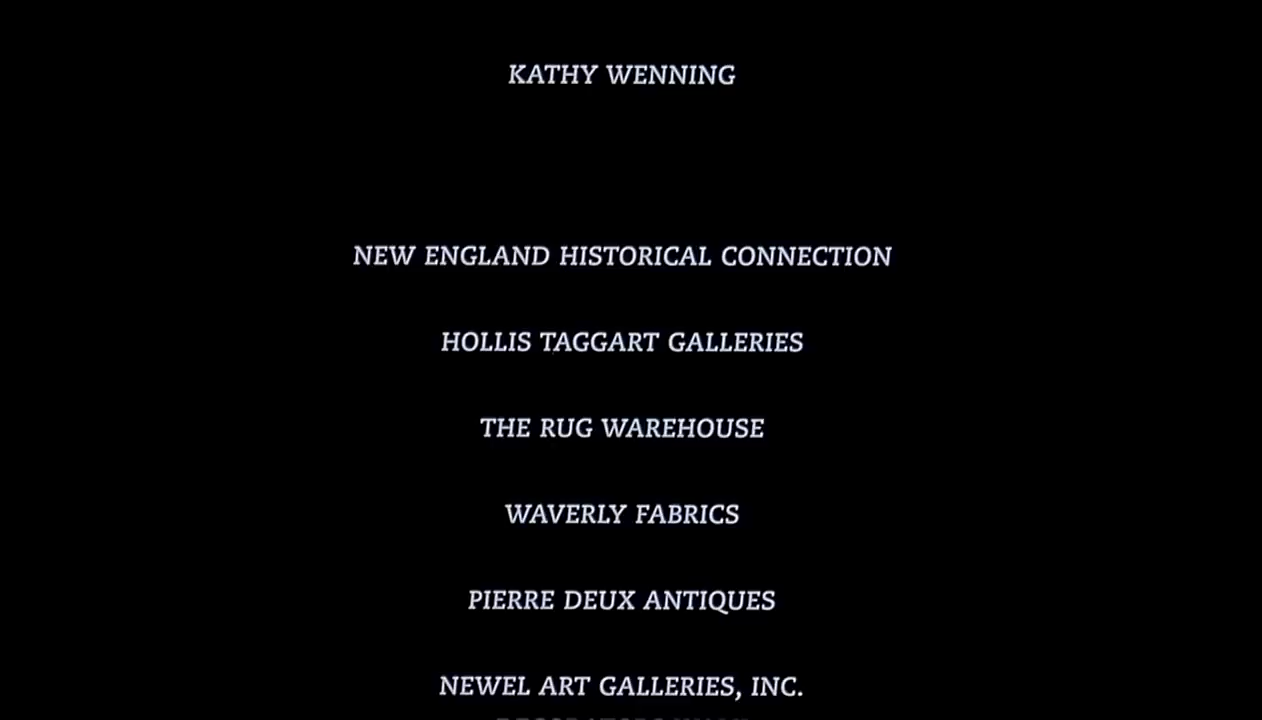 KATHY WENNING
NEW ENGLAND HISTORICAL CONNECTION
HOLLIS TAGGART GALLERIES
THE RUG WAREHOUSE
WAVERLY FABRICS
PIERRE DEUX ANTIQUES
NEWEL ART GALLERIES, INC.